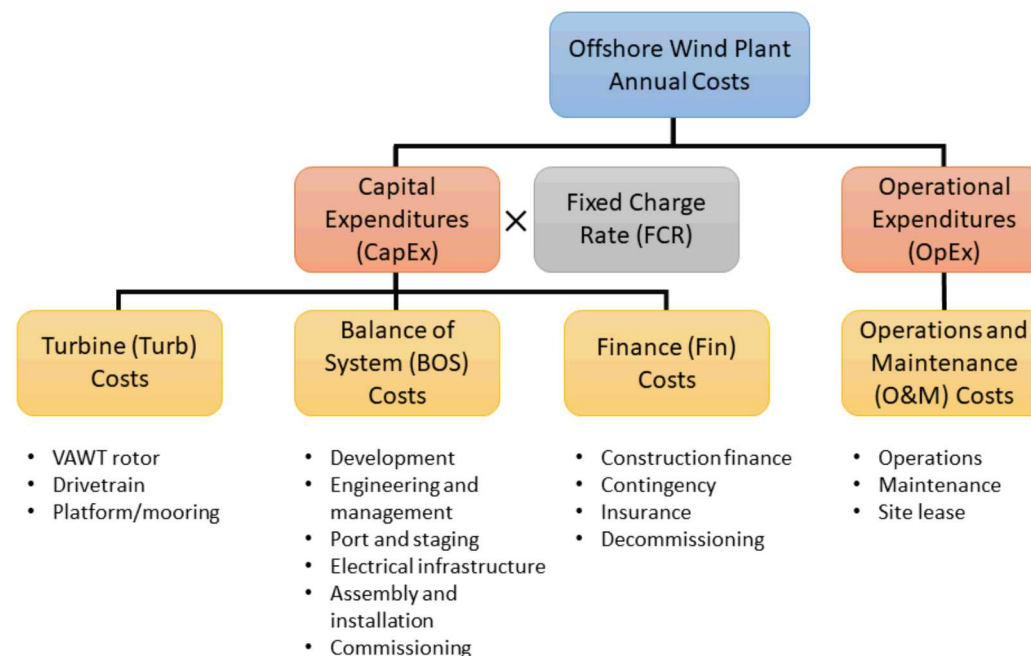 Offshore Wind Plant
Annual Costs
Capital
Expenditures
(CapEx)
×
Fixed Charge
Rate (FCR)
Operational
Expenditures
(OpEx)
Turbine (Turb)
Costs
Balance of
System (BOS)
Costs
Finance (Fin)
Costs
Operations and
Maintenance
(O&M) Costs
• VAWT rotor
• Drivetrain
• Platform/mooring
• Development
• Engineering and
management
• Port and staging
• Electrical infrastructure
• Assembly and
installation
• Commissioning
• Construction finance
• Contingency
• Insurance
• Decommissioning
• Operations
• Maintenance
• Site lease